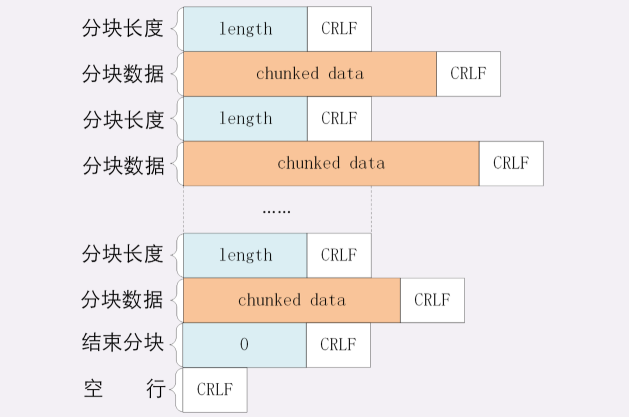 分块长度 length CRLF
分块数据 chunked data CRLF
分块长度 length CRLF
分块数据 chunked data CRLF
……
分块长度 length CRLF
分块数据 chunked data CRLF
结束分块 0 CRLF
空 行 CRLF